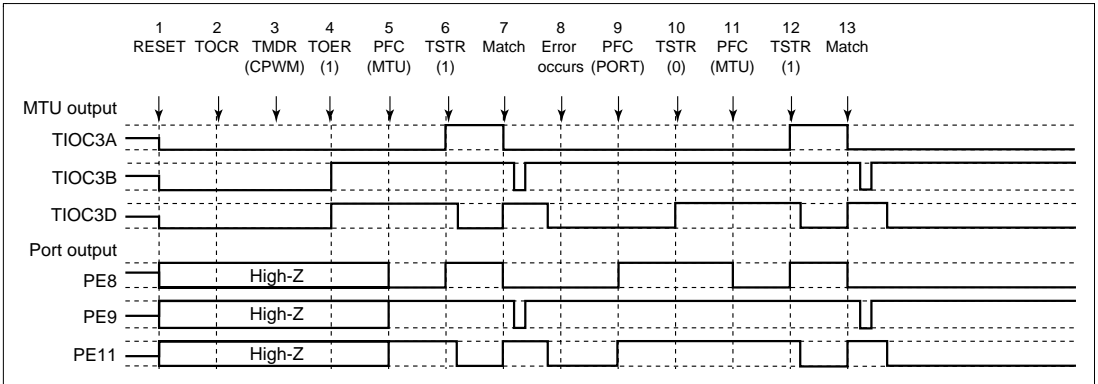 1 2 3 4 5 6 7 8 9 10 11 12 13
RESET TOCR TMDR TOER PFC TSTR Match Error PFC TSTR PFC TSTR Match
(CPWM) (1) (MTU) (1) occurs (PORT) (0) (MTU) (1)
MTU output
TIOC3A
TIOC3B
TIOC3D
Port output
PE8 High-Z
PE9 High-Z
PE11 High-Z